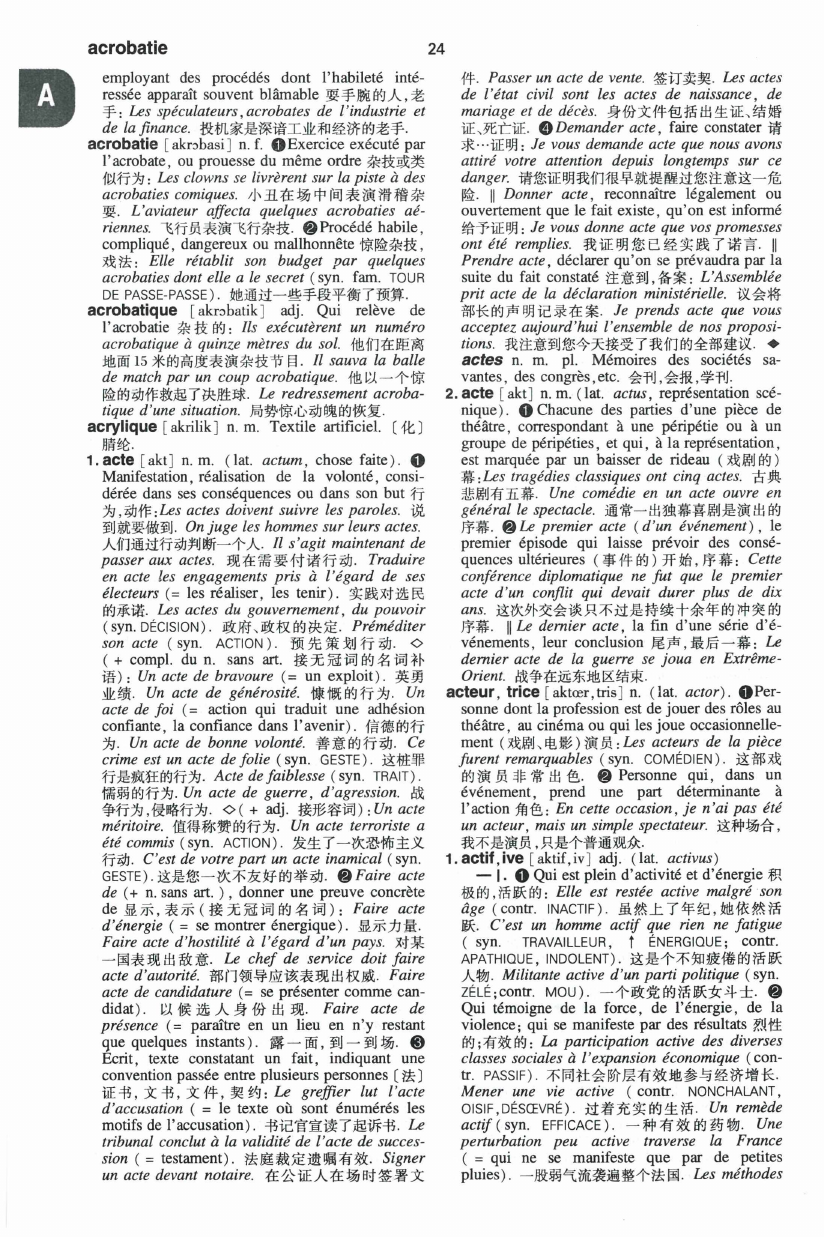 acrobatie
24
A
employant des procédés dont l'habileté inté-
ressée apparaît souvent blâmable 耍手腕的人,老
手: Les spéculateurs,acrobates de l'industrie et
de la finance. 投机家是深谙工业和经济的老手.
acrobatie [akrɔbasi] n. f. ❶Exercice exécuté par
l'acrobate, ou prouesse du même ordre 杂技或类
似行为: Les clowns se livrèrent sur la piste à des
acrobaties comiques. 小丑在场中间表演滑稽杂
耍. L'aviateur affecta quelques acrobaties aé-
riennes. 飞行员表演飞行杂技. ❷Procédé habile,
compliqué, dangereux ou mallhonnête 惊险杂技,
戏法: Elle rétablit son budget par quelques
acrobaties dont elle a le secret (syn. fam. TOUR
DE PASSE-PASSE). 她通过一些手段平衡了预算.
acrobatique [akrɔbatik] adj. Qui relève de
l'acrobatie 杂技的: Ils exécutèrent un numéro
acrobatique à quinze mètres du sol. 他们在距离
地面 15 米的高度表演杂技节目. Il sauva la balle
de match par un coup acrobatique. 他以一个惊
险的动作救起了决胜球. Le redressement acroba-
tique d'une situation. 局势惊心动魄的恢复.
acrylique [akrilik] n. m. Textile artificiel. 〔化〕
腈纶.
1. acte [akt] n. m. (lat. actum, chose faite). ❶
Manifestation, réalisation de la volonté, consi-
dérée dans ses conséquences ou dans son but 行
为,动作:Les actes doivent suivre les paroles. 说
到就要做到. On juge les hommes sur leurs actes.
人们通过行动判断一个人. Il s'agit maintenant de
passer aux actes. 现在需要付诸行动. Traduire
en acte les engagements pris à l'égard de ses
électeurs (= les réaliser, les tenir). 实践对选民
的承诺. Les actes du gouvernement, du pouvoir
(syn. DÉCISION). 政府、政权的决定. Préméditer
son acte (syn. ACTION). 预先策划行动. ◇
(+ compl. du n. sans art. 接无冠词的名词补
语): Un acte de bravoure (= un exploit). 英勇
业绩. Un acte de générosité. 慷慨的行为. Un
acte de foi (= action qui traduit une adhésion
confiante, la confiance dans l'avenir). 信德的行
为. Un acte de bonne volonté. 善意的行动. Ce
crime est un acte de folie (syn. GESTE). 这桩罪
行是疯狂的行为. Acte de faiblesse (syn. TRAIT).
懦弱的行为. Un acte de guerre, d'agression. 战
争行为,侵略行为. ◇(+ adj. 接形容词):Un acte
méritoire. 值得称赞的行为. Un acte terroriste a
été commis (syn. ACTION). 发生了一次恐怖主义
行动. C'est de votre part un acte inamical (syn.
GESTE).这是您一次不友好的举动. ❷Faire acte
de (+ n. sans art.), donner une preuve concrète
de 显示,表示(接无冠词的名词): Faire acte
d'énergie (= se montrer énergique). 显示力量.
Faire acte d'hostilité à l'égard d'un pays. 对某
一国表现出敌意. Le chef de service doit faire
acte d'autorité. 部门领导应该表现出权威. Faire
acte de candidature (= se présenter comme can-
didat). 以候选人身份出现. Faire acte de
présence (= paraître en un lieu en n'y restant
que quelques instants). 露一面,到一到场. ❸
Écrit, texte constatant un fait, indiquant une
convention passée entre plusieurs personnes〔法〕
证书,文书,文件,契约: Le greffier lut l'acte
d'accusation (= le texte où sont énumérés les
motifs de l'accusation). 书记官宣读了起诉书. Le
tribunal conclut à la validité de l'acte de succes-
sion (= testament). 法庭裁定遗嘱有效. Signer
un acte devant notaire. 在公证人在场时签署文
件. Passer un acte de vente. 签订卖契. Les actes
de l'état civil sont les actes de naissance, de
mariage et de décès. 身份文件包括出生证、结婚
证、死亡证. ❹Demander acte, faire constater 请
求…证明: Je vous demande acte que nous avons
attiré votre attention depuis longtemps sur ce
danger. 请您证明我们很早就提醒过您注意这一危
险. ‖ Donner acte, reconnaître légalement ou
ouvertement que le fait existe, qu'on est informé
给予证明: Je vous donne acte que vos promesses
ont été remplies. 我证明您已经实践了诺言. ‖
Prendre acte, déclarer qu'on se prévaudra par la
suite du fait constaté 注意到,备案: L'Assemblée
prit acte de la déclaration ministérielle. 议会将
部长的声明记录在案. Je prends acte que vous
acceptez aujourd'hui l'ensemble de nos proposi-
tions. 我注意到您今天接受了我们的全部建议. ◆
actes n. m. pl. Mémoires des sociétés sa-
vantes, des congrès,etc. 会刊,会报,学刊.
2. acte [akt] n. m. (lat. actus, représentation scé-
nique). ❶ Chacune des parties d'une pièce de
théâtre, correspondant à une péripétie ou à un
groupe de péripéties, et qui, à la représentation,
est marquée par un baisser de rideau (戏剧的)
幕:Les tragédies classiques ont cinq actes. 古典
悲剧有五幕. Une comédie en un acte ouvre en
général le spectacle. 通常一出独幕喜剧是演出的
序幕. ❷Le premier acte (d'un événement), le
premier épisode qui laisse prévoir des consé-
quences ultérieures (事件的)开始,序幕: Cette
conférence diplomatique ne fut que le premier
acte d'un conflit qui devait durer plus de dix
ans. 这次外交会谈只不过是持续十余年的冲突的
序幕. ‖ Le dernier acte, la fin d'une série d'é-
vénements, leur conclusion 尾声,最后一幕: Le
dernier acte de la guerre se joua en Extrême-
Orient. 战争在远东地区结束.
acteur, trice [aktœr,tris] n. (lat. actor). ❶Per-
sonne dont la profession est de jouer des rôles au
théâtre, au cinéma ou qui les joue occasionnelle-
ment (戏剧、电影)演员:Les acteurs de la pièce
furent remarquables (syn. COMÉDIEN). 这部戏
的演员非常出色. ❷ Personne qui, dans un
événement, prend une part déterminante à
l'action 角色: En cette occasion, je n'ai pas été
un acteur, mais un simple spectateur. 这种场合,
我不是演员,只是个普通观众.
1. actif,ive [aktif,iv] adj. (lat. activus)
— I. ❶ Qui est plein d'activité et d'énergie 积
极的,活跃的: Elle est restée active malgré son
âge (contr. INACTIF). 虽然上了年纪,她依然活
跃. C'est un homme actif que rien ne fatigue
(syn. TRAVAILLEUR, ↑ ÉNERGIQUE; contr.
APATHIQUE, INDOLENT). 这是个不知疲倦的活跃
人物. Militante active d'un parti politique (syn.
ZÉLÉ;contr. MOU). 一个政党的活跃女斗士. ❷
Qui témoigne de la force, de l'énergie, de la
violence; qui se manifeste par des résultats 烈性
的;有效的: La participation active des diverses
classes sociales à l'expansion économique (con-
tr. PASSIF). 不同社会阶层有效地参与经济增长.
Mener une vie active (contr. NONCHALANT,
OISIF,DÉSŒVRÉ). 过着充实的生活. Un remède
actif (syn. EFFICACE). 一种有效的药物. Une
perturbation peu active traverse la France
(= qui ne se manifeste que par de petites
pluies). 一股弱气流袭遍整个法国. Les méthodes